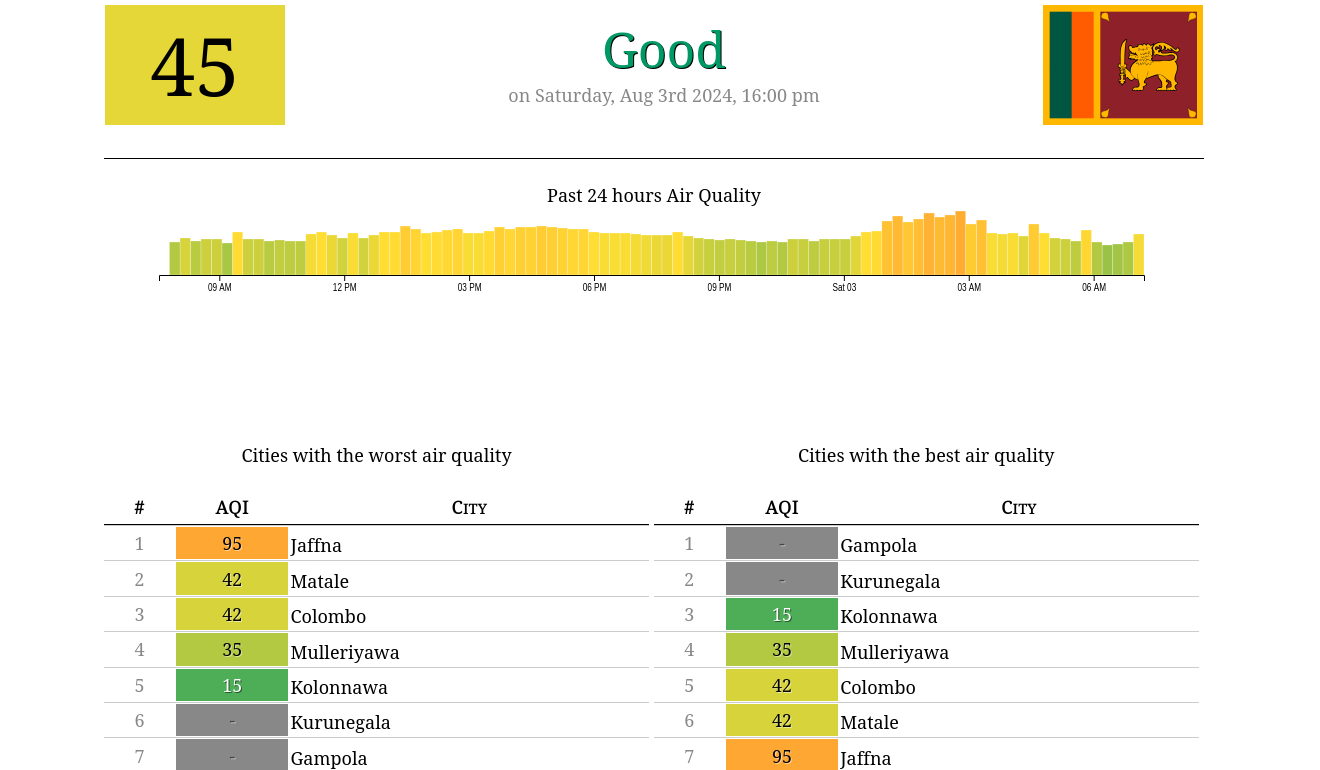 45
Good
on Saturday, Aug 3rd 2024, 16:00 pm
Past 24 hours Air Quality
09 AM 12 PM 03 PM 06 PM 09 PM Sat 03 03 AM 06 AM
Cities with the worst air quality
# AQI City
1 95 Jaffna
2 42 Matale
3 42 Colombo
4 35 Mulleriyawa
5 15 Kolonnawa
6 - Kurunegala
7 - Gampola
Cities with the best air quality
# AQI City
1 - Gampola
2 - Kurunegala
3 15 Kolonnawa
4 35 Mulleriyawa
5 42 Colombo
6 42 Matale
7 95 Jaffna